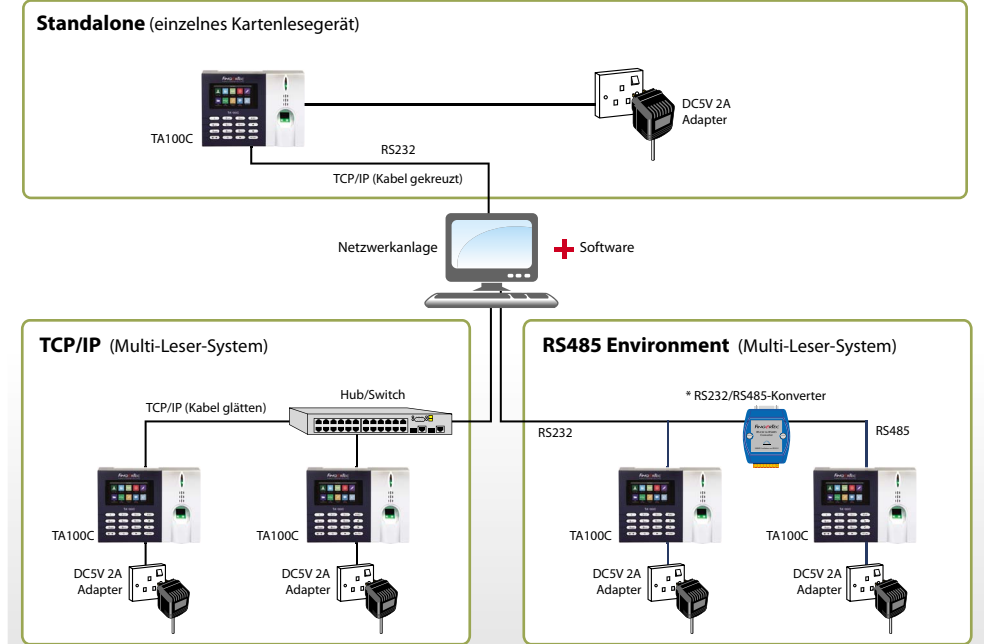 Standalone (einzelnes Kartenlesegerät)
TA100C
DC5V 2A
Adapter
RS232
TCP/IP (Kabel gekreuzt)
Netzwerkanlage
Software
TCP/IP (Multi-Leser-System)
Hub/Switch
TCP/IP (Kabel glätten)
TA100C
TA100C
DC5V 2A
Adapter
DC5V 2A
Adapter
RS485 Environment (Multi-Leser-System)
* RS232/RS485-Konverter
RS232
RS485
TA100C
TA100C
DC5V 2A
Adapter
DC5V 2A
Adapter